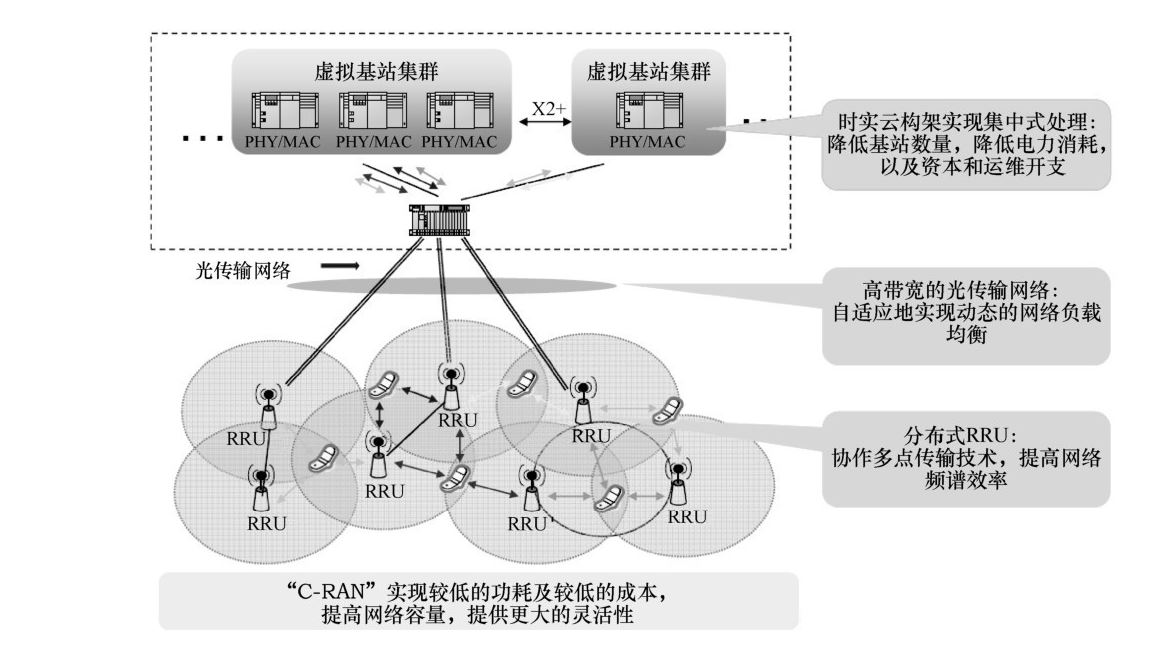 虚拟基站集群
虚拟基站集群
X2+
PHY/MAC
PHY/MAC
PHY/MAC
PHY/MAC
时实云构架实现集中式处理:
降低基站数量,降低电力消耗,
以及资本和运维开支
光传输网络
高带宽的光传输网络:
自适应地实现动态的网络负载
均衡
RRU
RRU
RRU
RRU
RRU
RRU
RRU
分布式RRU:
协作多点传输技术,提高网络
频谱效率
“C-RAN”实现较低的功耗及较低的成本,
提高网络容量,提供更大的灵活性